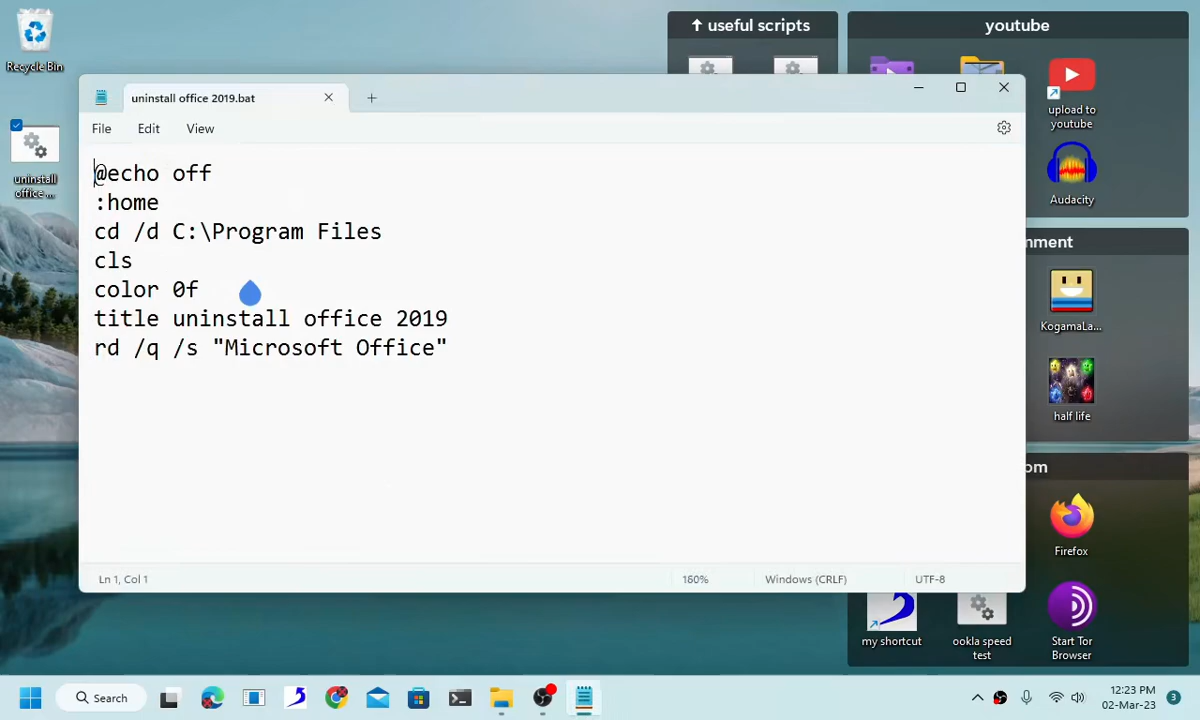 Recycle Bin
uninstall
office ...
↑ useful scripts
youtube
upload to
youtube
Audacity
uninstall office 2019.bat
File Edit View
@echo off
:home
cd /d C:\Program Files
cls
color 0f
title uninstall office 2019
rd /q /s "Microsoft Office"
Ln 1, Col 1
160%
Windows (CRLF)
UTF-8
nment
KogamaLa...
half life
om
Firefox
my shortcut
ookla speed
test
Start Tor
Browser
Search
12:23 PM
02-Mar-23
3